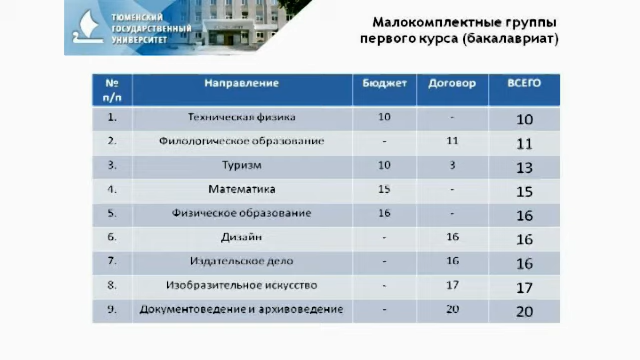 ТЮМЕНСКИЙ
ГОСУДАРСТВЕННЫЙ
УНИВЕРСИТЕТ
Малокомплектные группы
первого курса (бакалавриат)
№ п/п Направление Бюджет Договор ВСЕГО
1. Техническая физика 10 - 10
2. Филологическое образование - 11 11
3. Туризм 10 3 13
4. Математика 15 - 15
5. Физическое образование 16 - 16
6. Дизайн - 16 16
7. Издательское дело - 16 16
8. Изобразительное искусство - 17 17
9. Документоведение и архивоведение - 20 20